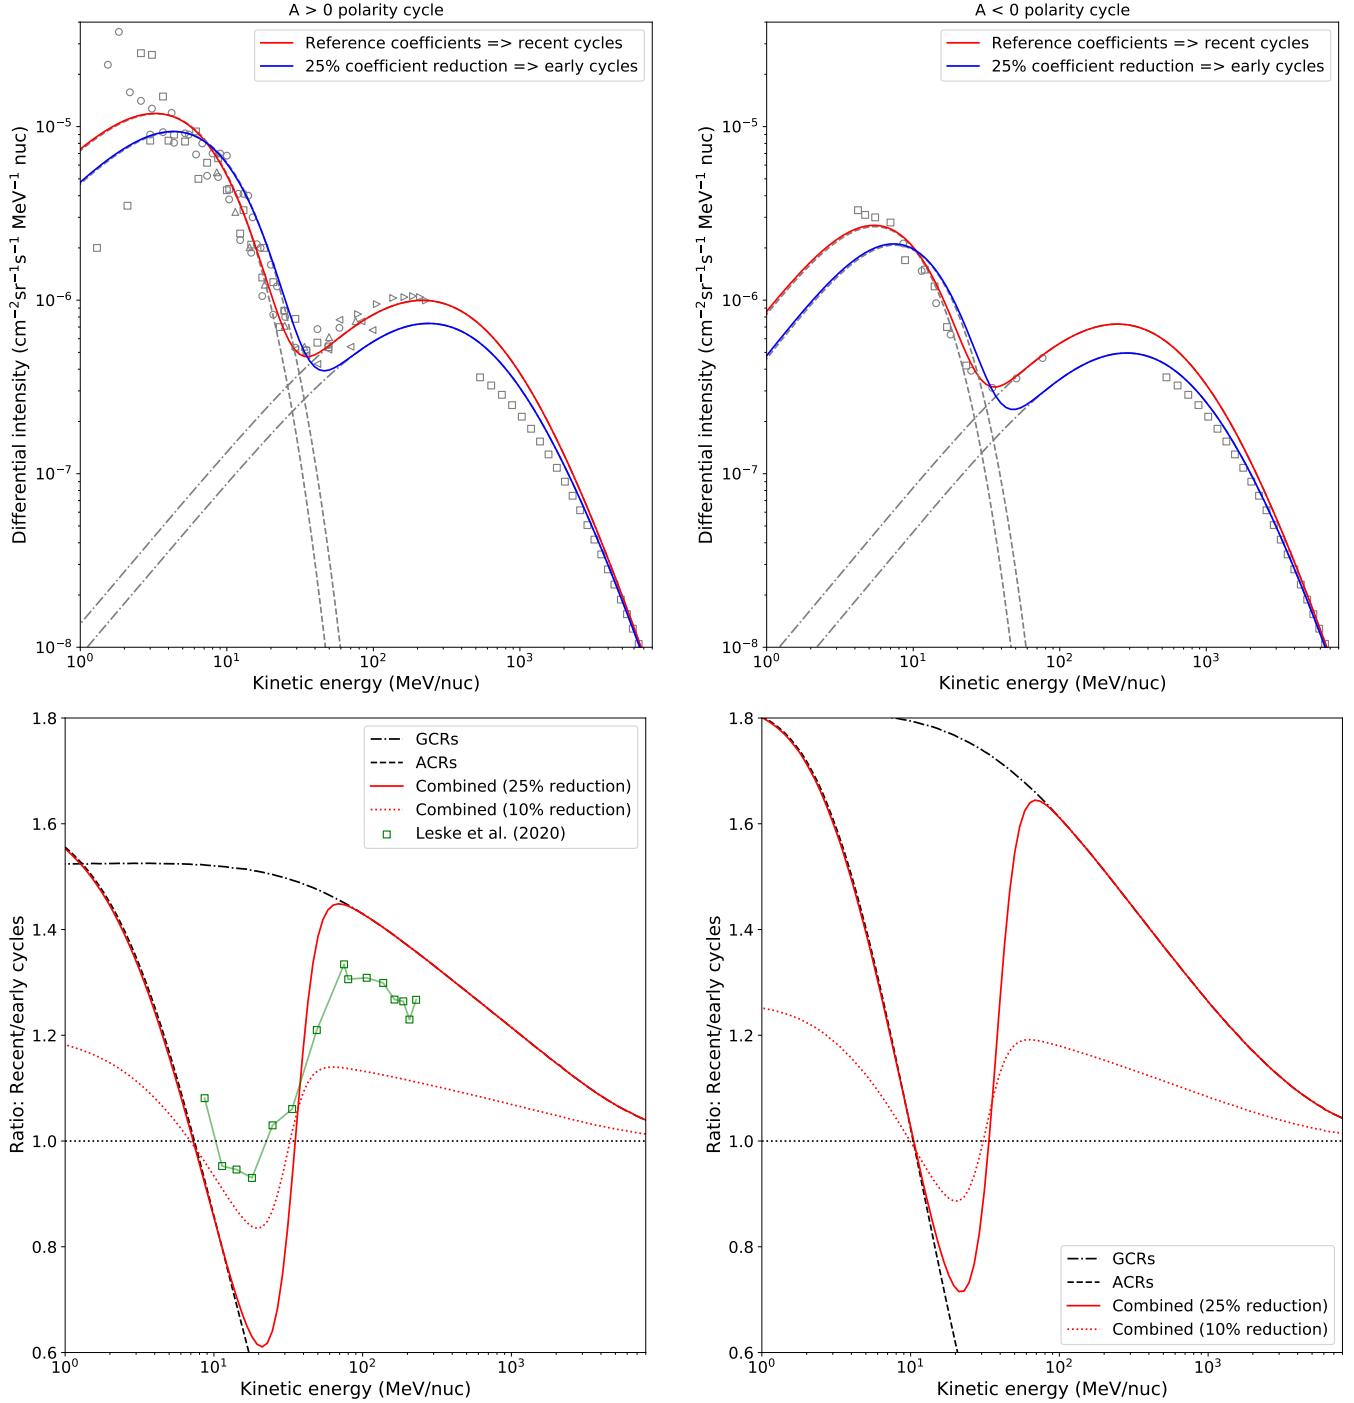 A > 0 polarity cycle
Reference coefficients => recent cycles
25% coefficient reduction => early cycles
10⁻⁵
10⁻⁶
10⁻⁷
10⁻⁸
Differential intensity (cm⁻²sr⁻¹s⁻¹ MeV⁻¹ nuc)
10⁰
10¹
10²
10³
Kinetic energy (MeV/nuc)
A < 0 polarity cycle
Reference coefficients => recent cycles
25% coefficient reduction => early cycles
10⁻⁵
10⁻⁶
10⁻⁷
10⁻⁸
Differential intensity (cm⁻²sr⁻¹s⁻¹ MeV⁻¹ nuc)
10⁰
10¹
10²
10³
Kinetic energy (MeV/nuc)
GCRs
ACRs
Combined (25% reduction)
Combined (10% reduction)
Leske et al. (2020)
1.8
1.6
1.4
1.2
1.0
0.8
0.6
Ratio: Recent/early cycles
10⁰
10¹
10²
10³
Kinetic energy (MeV/nuc)
1.8
1.6
1.4
1.2
1.0
0.8
0.6
Ratio: Recent/early cycles
GCRs
ACRs
Combined (25% reduction)
Combined (10% reduction)
10⁰
10¹
10²
10³
Kinetic energy (MeV/nuc)